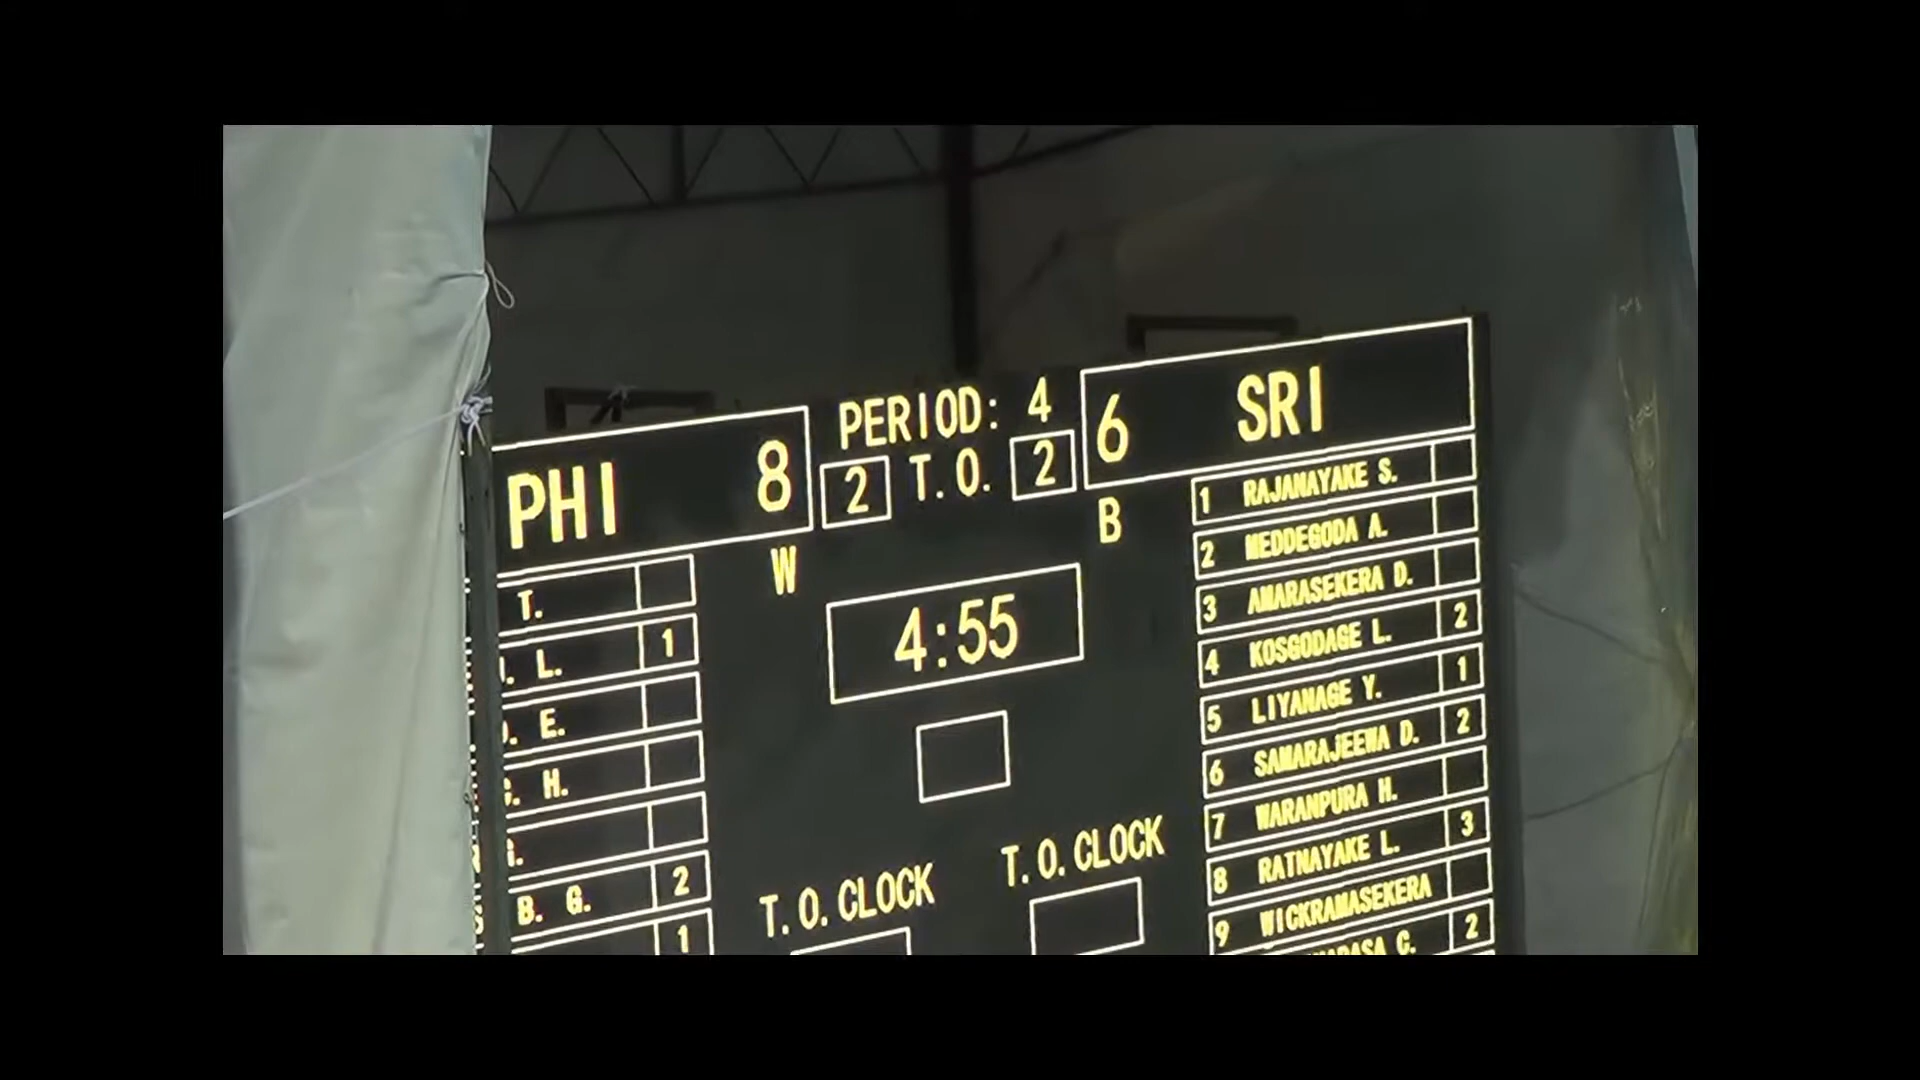 PERIOD: 4
PHI 8
2 T.O. 2
6 SRI
W
B
4:55
T.
L. 1
E.
H.
B. G. 2
1
T.O. CLOCK
T.O. CLOCK
1 RAJANAYAKE S.
2 MEDDEGODA A.
3 AMARASEKERA D.
4 KOSGODAGE L. 2
5 LIYANAGE Y. 1
6 SAMARAJEEWA D. 2
7 WARANPURA H.
8 RATNAYAKE L. 3
9 WICKRAMASEKERA
C. 2